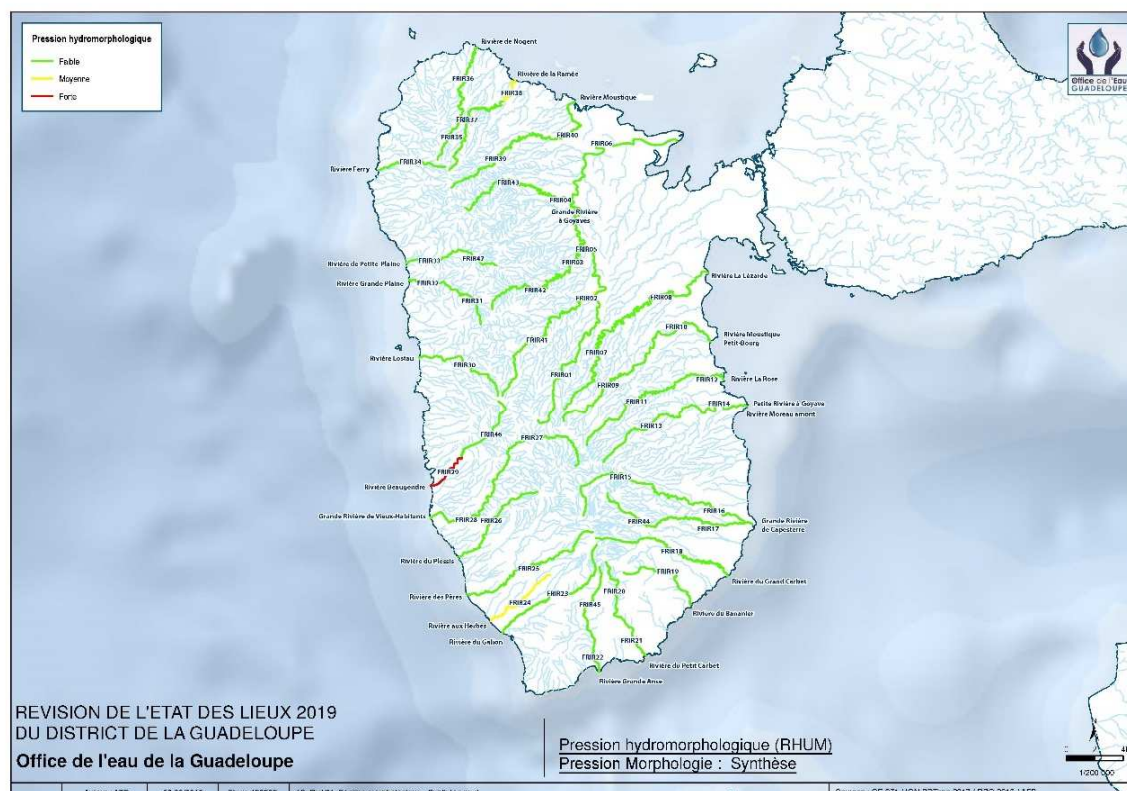 Pression hydromorphologique
Faible
Moyenne
Forte
Office de l'Eau
GUADELOUPE
Rivière de Nogent
FRIR36
Rivière de la Ramée
FRIR38
Rivière Moustique
FRIR37
FRIR35
FRIR40
FRIR06
FRIR39
FRIR34
Rivière Ferry
FRIR43
FRIR04
Grande Rivière
à Goyaves
FRIR05
Rivière de Petite Plaine
FRIR33
FRIR47
FRIR03
Rivière La Lézarde
Rivière Grande Plaine
FRIR32
FRIR31
FRIR42
FRIR02
FRIR08
FRIR10
Rivière Moustique
Petit-Bourg
FRIR41
FRIR07
Rivière Lostau
FRIR30
FRIR01
FRIR09
FRIR12
Rivière La Rose
FRIR11
FRIR14
Petite Rivière à Goyave
Rivière Moreau amont
FRIR13
FRIR46
FRIR27
FRIR29
Rivière Beaugendre
FRIR15
FRIR16
Grande Rivière de Vieux-Habitants
FRIR28
FRIR26
FRIR44
FRIR17
Grande Rivière
de Capesterre
Rivière du Plessis
FRIR18
FRIR25
FRIR19
Rivière du Grand Carbet
Rivière des Pères
FRIR24
FRIR23
FRIR45
FRIR20
Rivière du Bananier
Rivière aux Herbes
Rivière du Galion
FRIR21
FRIR22
Rivière du Petit Carbet
Rivière Grande Anse
REVISION DE L'ETAT DES LIEUX 2019
DU DISTRICT DE LA GUADELOUPE
Office de l'eau de la Guadeloupe
Pression hydromorphologique (RHUM)
Pression Morphologie : Synthèse
1/200 000